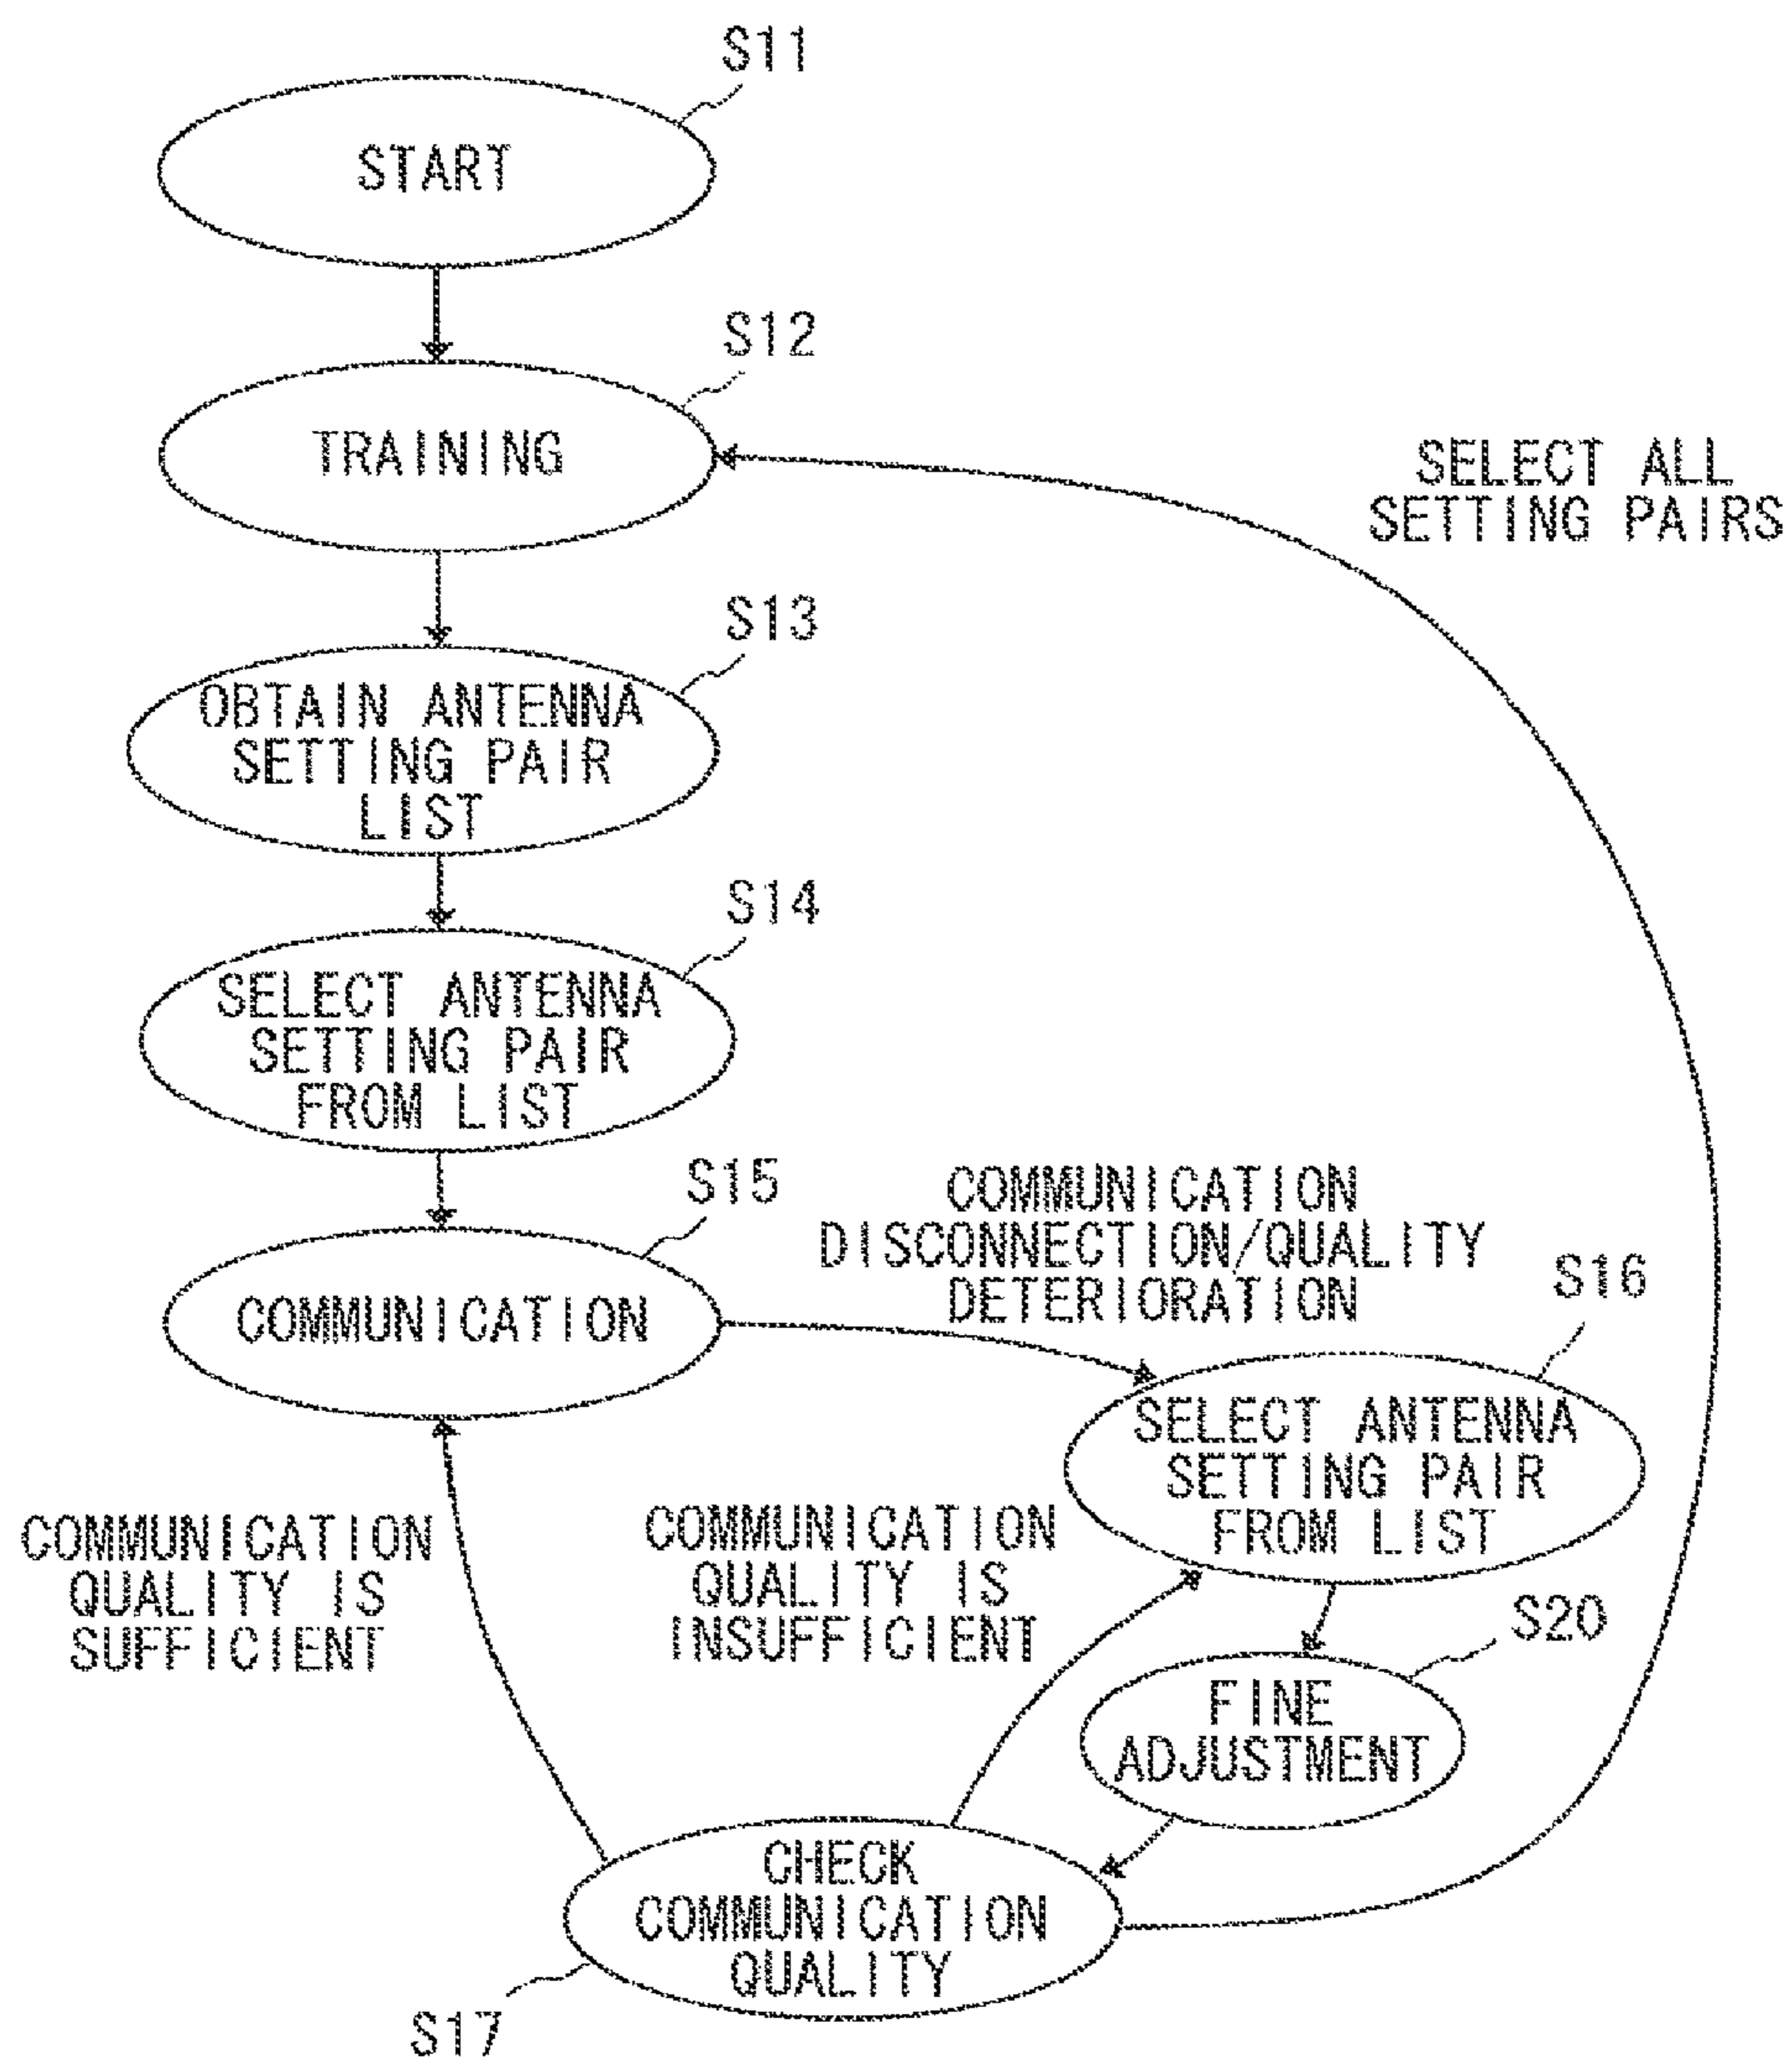 S11
START
S12
TRAINING
SELECT ALL
SETTING PAIRS
S13
OBTAIN ANTENNA
SETTING PAIR
LIST
S14
SELECT ANTENNA
SETTING PAIR
FROM LIST
S15
COMMUNICATION
COMMUNICATION
DISCONNECTION/QUALITY
DETERIORATION
S16
SELECT ANTENNA
SETTING PAIR
FROM LIST
COMMUNICATION
QUALITY IS
SUFFICIENT
COMMUNICATION
QUALITY IS
INSUFFICIENT
S20
FINE
ADJUSTMENT
CHECK
COMMUNICATION
QUALITY
S17